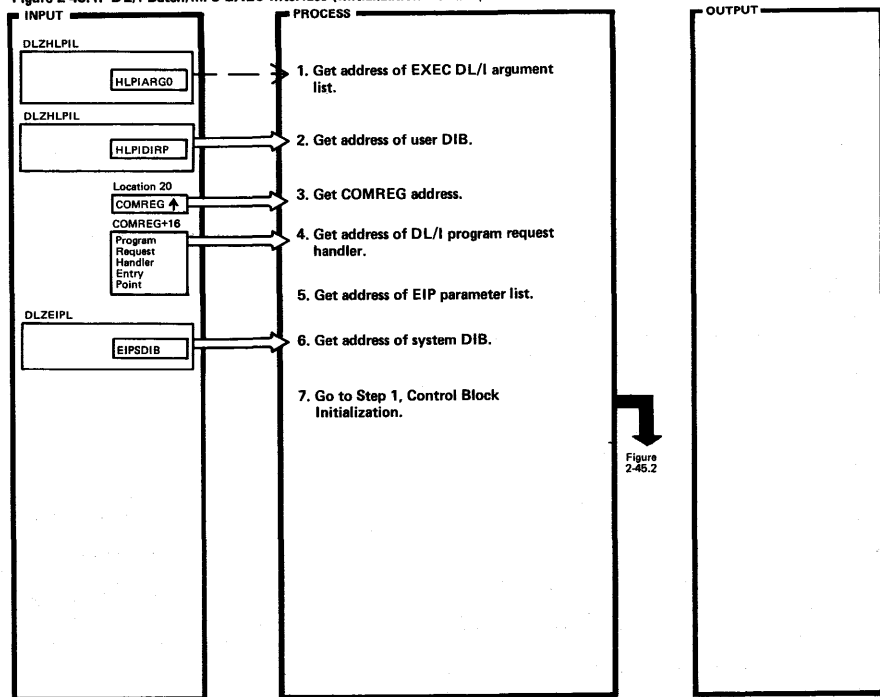 INPUT
PROCESS
OUTPUT
DLZHLPIL
HLPIARG0
1. Get address of EXEC DL/I argument
list.
DLZHLPIL
HLPIDIRP
2. Get address of user DIB.
Location 20
COMREG
3. Get COMREG address.
COMREG+16
Program
Request
Handler
Entry
Point
4. Get address of DL/I program request
handler.
5. Get address of EIP parameter list.
DLZEIPL
EIPSDIB
6. Get address of system DIB.
7. Go to Step 1, Control Block
Initialization.
Figure
2-45.2